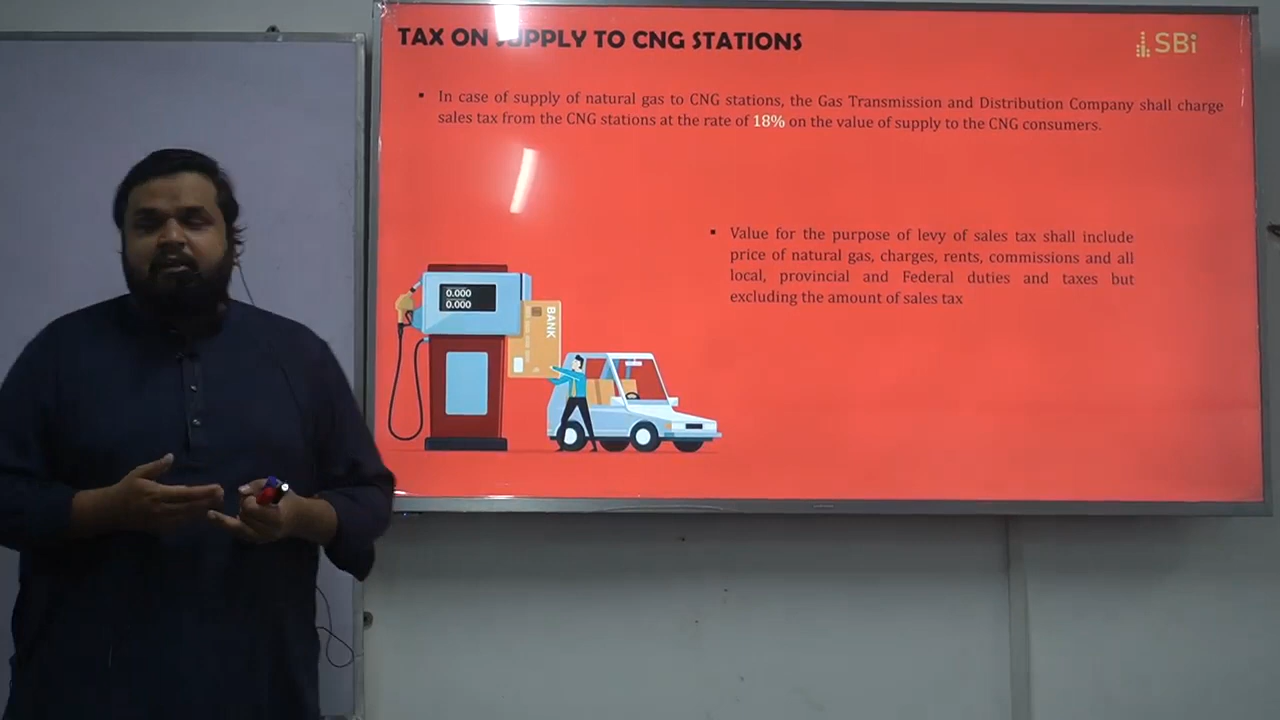 TAX ON SUPPLY TO CNG STATIONS
SBi
▪ In case of supply of natural gas to CNG stations, the Gas Transmission and Distribution Company shall charge
sales tax from the CNG stations at the rate of 18% on the value of supply to the CNG consumers.
▪ Value for the purpose of levy of sales tax shall include
price of natural gas, charges, rents, commissions and all
local, provincial and Federal duties and taxes but
excluding the amount of sales tax
0.000
0.000
BANK